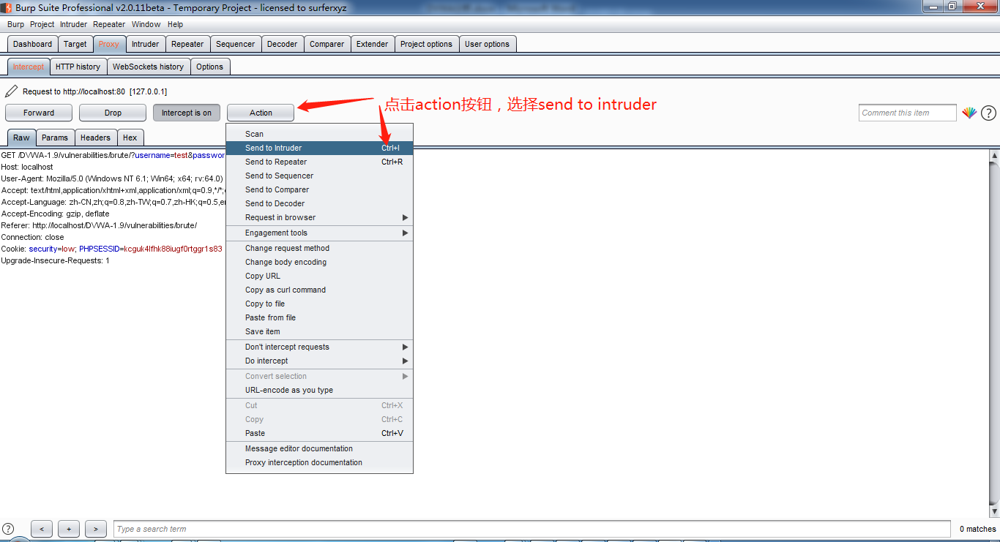 Burp Suite Professional v2.0.11beta - Temporary Project - licensed to surferxyz
Burp Project Intruder Repeater Window Help
Dashboard Target Proxy Intruder Repeater Sequencer Decoder Comparer Extender Project options User options
Intercept HTTP history WebSockets history Options
Request to http://localhost:80 [127.0.0.1]
点击action按钮，选择send to intruder
Forward Drop Intercept is on Action Comment this item ?
Raw Params Headers Hex
GET /DVWA-1.9/vulnerabilities/brute/?username=test&passwor
Host: localhost
User-Agent: Mozilla/5.0 (Windows NT 6.1; Win64; x64; rv:64.0)
Accept: text/html,application/xhtml+xml,application/xml;q=0.9,*/*;
Accept-Language: zh-CN,zh;q=0.8,zh-TW;q=0.7,zh-HK;q=0.5,en
Accept-Encoding: gzip, deflate
Referer: http://localhost/DVWA-1.9/vulnerabilities/brute/
Connection: close
Cookie: security=low; PHPSESSID=kcguk4lfhk88iugf0rtggr1s83
Upgrade-Insecure-Requests: 1
Scan
Send to Intruder Ctrl+I
Send to Repeater Ctrl+R
Send to Sequencer
Send to Comparer
Send to Decoder
Request in browser
Engagement tools
Change request method
Change body encoding
Copy URL
Copy as curl command
Copy to file
Paste from file
Save item
Don't intercept requests
Do intercept
Convert selection
URL-encode as you type
Cut Ctrl+X
Copy Ctrl+C
Paste Ctrl+V
Message editor documentation
Proxy interception documentation
? < + > Type a search term 0 matches